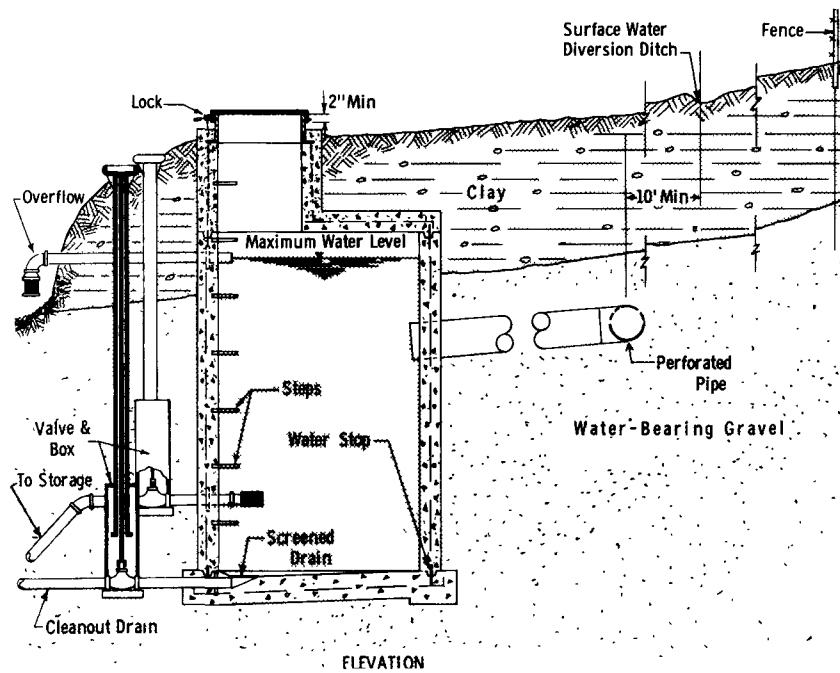 Surface Water
Diversion Ditch
Fence
Lock
2" Min
Overflow
Clay
10' Min
Maximum Water Level
Perforated
Pipe
Steps
Valve &
Box
Water Stop
Water-Bearing Gravel
To Storage
Screened
Drain
Cleanout Drain
ELEVATION